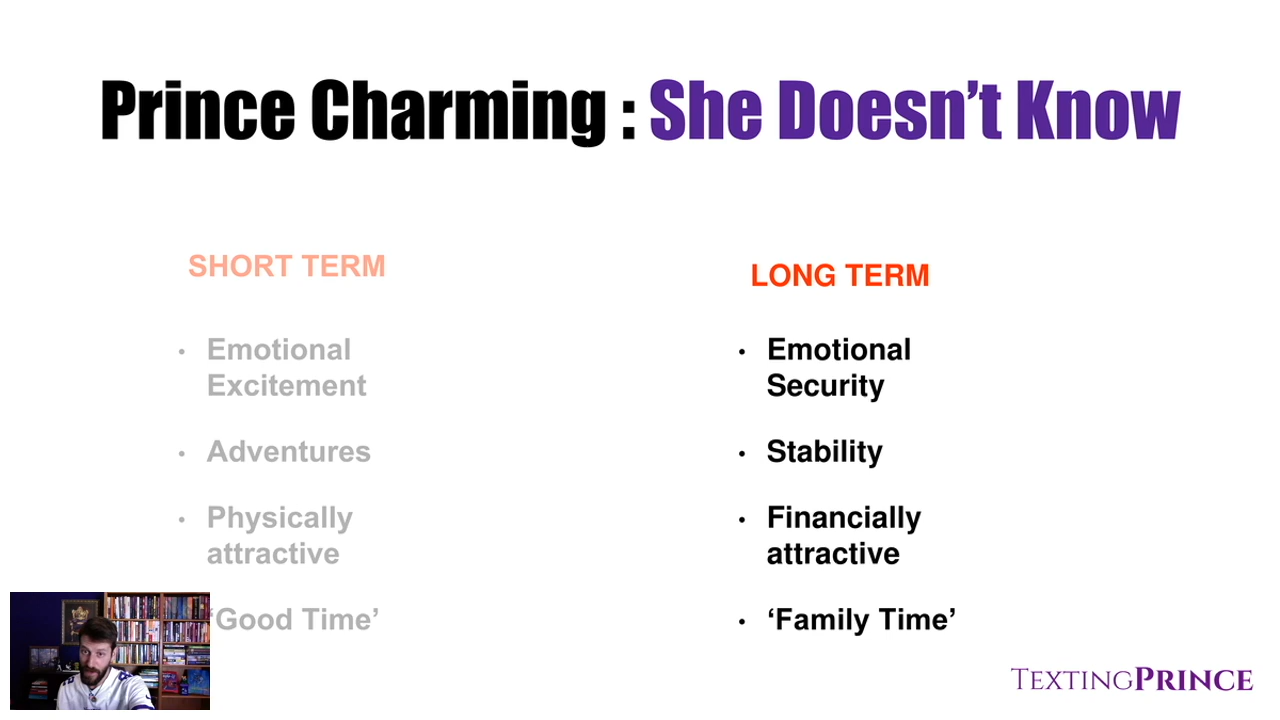 Prince Charming : She Doesn't Know
SHORT TERM
• Emotional
Excitement
• Adventures
• Physically
attractive
'Good Time'
LONG TERM
• Emotional
Security
• Stability
• Financially
attractive
• 'Family Time'
TEXTINGPRINCE